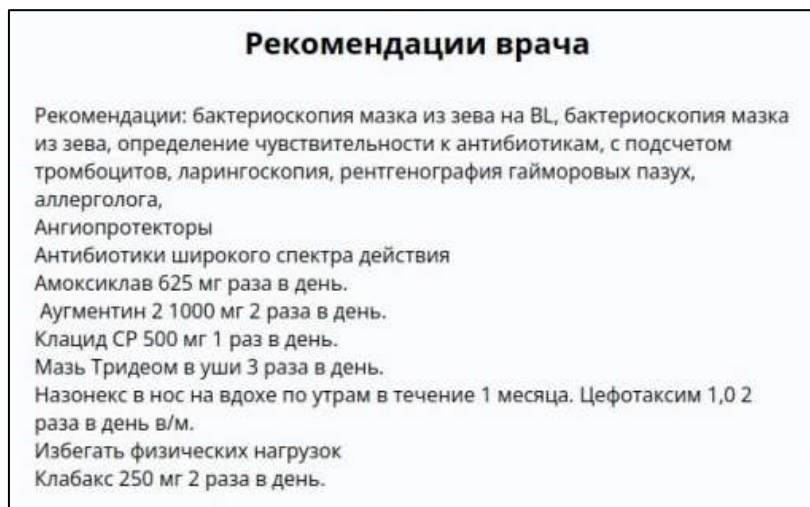 Рекомендации врача
Рекомендации: бактериоскопия мазка из зева на BL, бактериоскопия мазка
из зева, определение чувствительности к антибиотикам, с подсчетом
тромбоцитов, ларингоскопия, рентгенография гайморовых пазух,
аллерголога,
Ангиопротекторы
Антибиотики широкого спектра действия
Амоксиклав 625 мг раза в день.
Аугментин 2 1000 мг 2 раза в день.
Клацид СР 500 мг 1 раз в день.
Мазь Тридеом в уши 3 раза в день.
Назонекс в нос на вдохе по утрам в течение 1 месяца. Цефотаксим 1,0 2
раза в день в/м.
Избегать физических нагрузок
Клабакс 250 мг 2 раза в день.